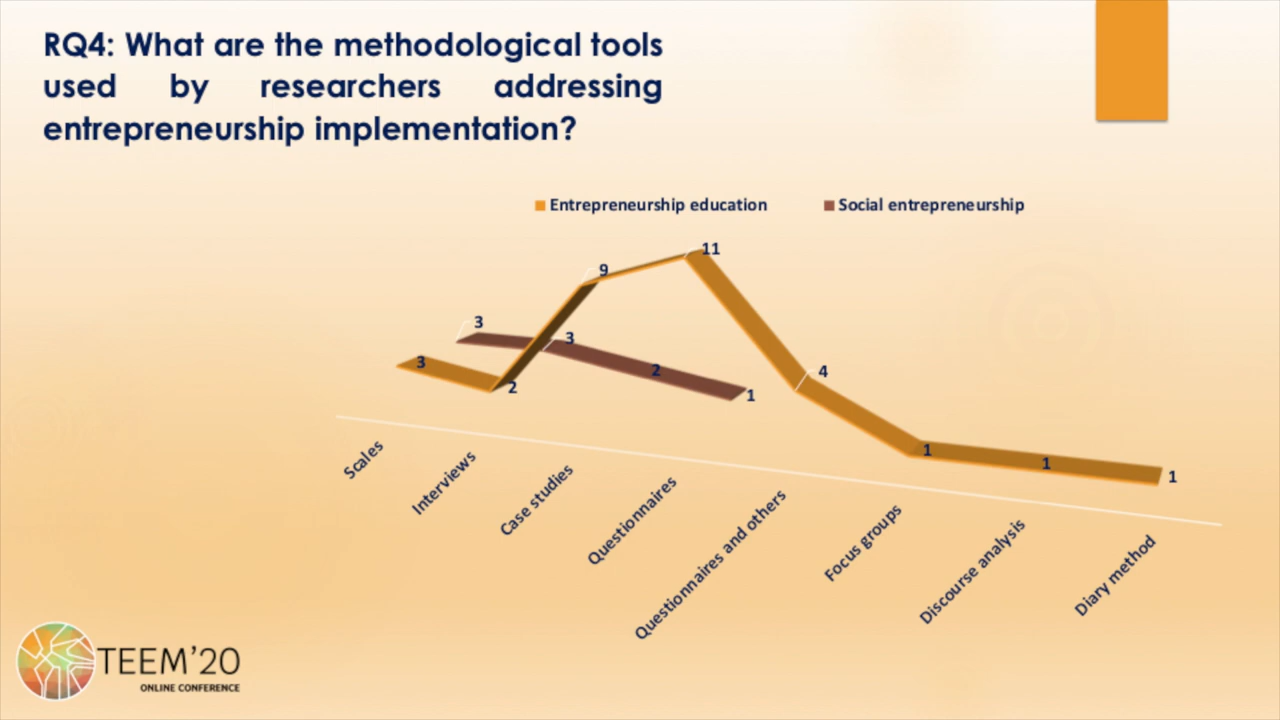 RQ4: What are the methodological tools
used by researchers addressing
entrepreneurship implementation?
Entrepreneurship education
Social entrepreneurship
11
9
3
3
3
2
4
2
1
1
1
1
Scales
Interviews
Case studies
Questionnaires
Questionnaires and others
Focus groups
Discourse analysis
Diary method
TEEM'20
ONLINE CONFERENCE